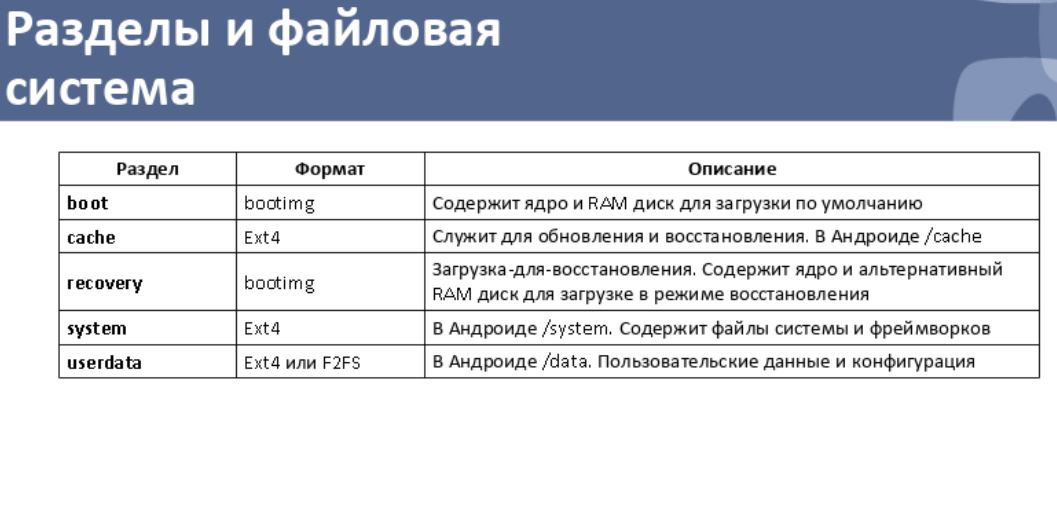 Разделы и файловая
система
Раздел Формат Описание
boot bootimg Содержит ядро и RAM диск для загрузки по умолчанию
cache Ext4 Служит для обновления и восстановления. В Андроиде /cache
recovery bootimg Загрузка-для-восстановления. Содержит ядро и альтернативный
RAM диск для загрузке в режиме восстановления
system Ext4 В Андроиде /system. Содержит файлы системы и фреймворков
userdata Ext4 или F2FS В Андроиде /data. Пользовательские данные и конфигурация